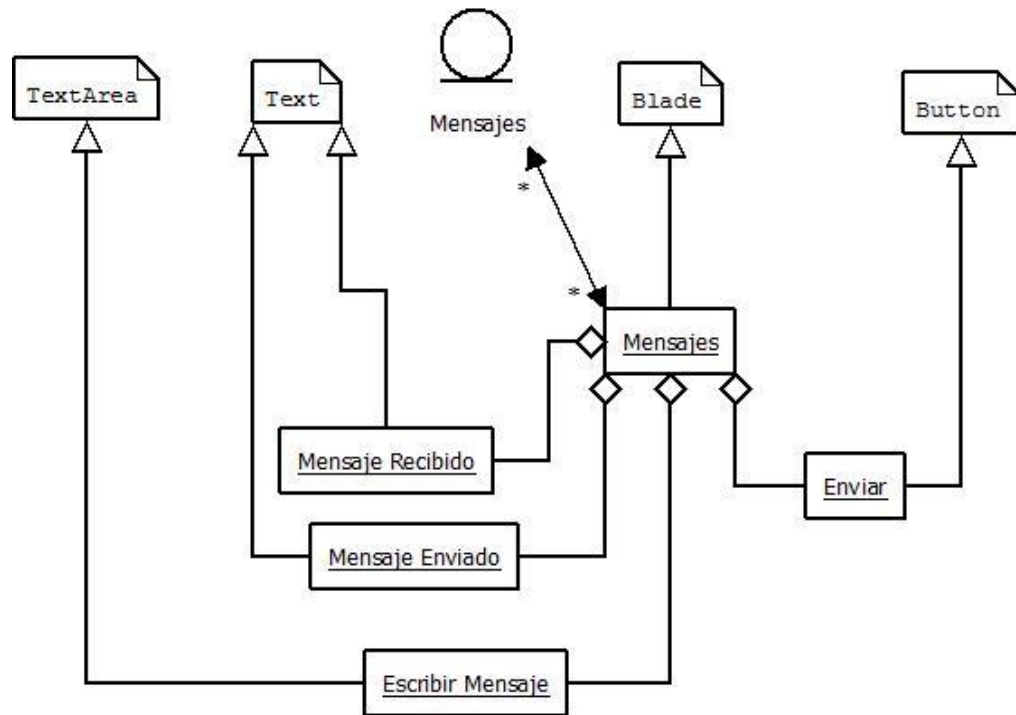 TextArea
Text
Mensajes
Blade
Button
*
*
Mensajes
Mensaje Recibido
Enviar
Mensaje Enviado
Escribir Mensaje